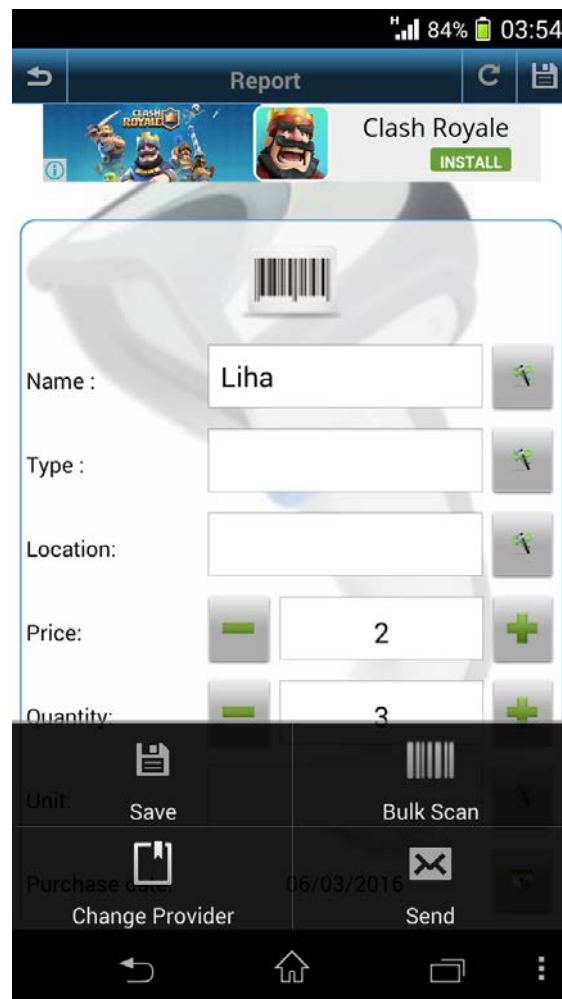 H 84% 03:54
Report
CLASH ROYALE
Clash Royale
INSTALL
Name :
Liha
Type :
Location:
Price:
2
Quantity:
3
Unit:
Save
Bulk Scan
Purchase date:
06/03/2016
Change Provider
Send